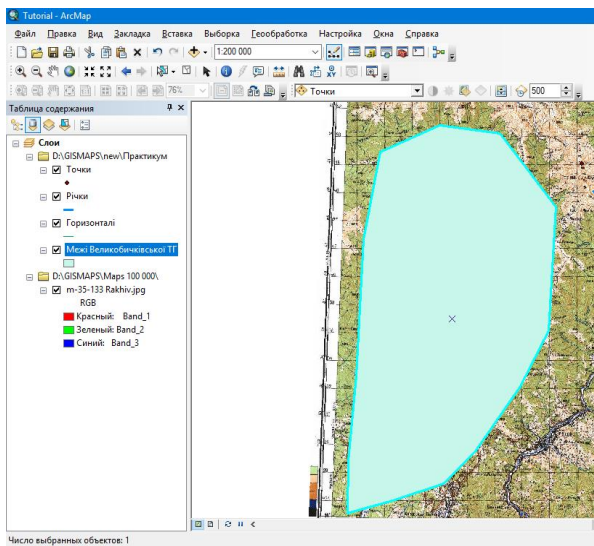 Tutorial - ArcMap
Файл Правка Вид Закладка Вставка Выборка Геообработка Настройка Окна Справка
1:200 000
76% Точки 500
Таблица содержания
Слои
D:\GISMAPS\new\Практикум
Точки
Річки
Горизонталі
Межі Великобичківської ТГ
D:\GISMAPS\Maps 100 000\
m-35-133 Rakhiv.jpg
RGB
Красный: Band_1
Зеленый: Band_2
Синий: Band_3
Число выбранных объектов: 1